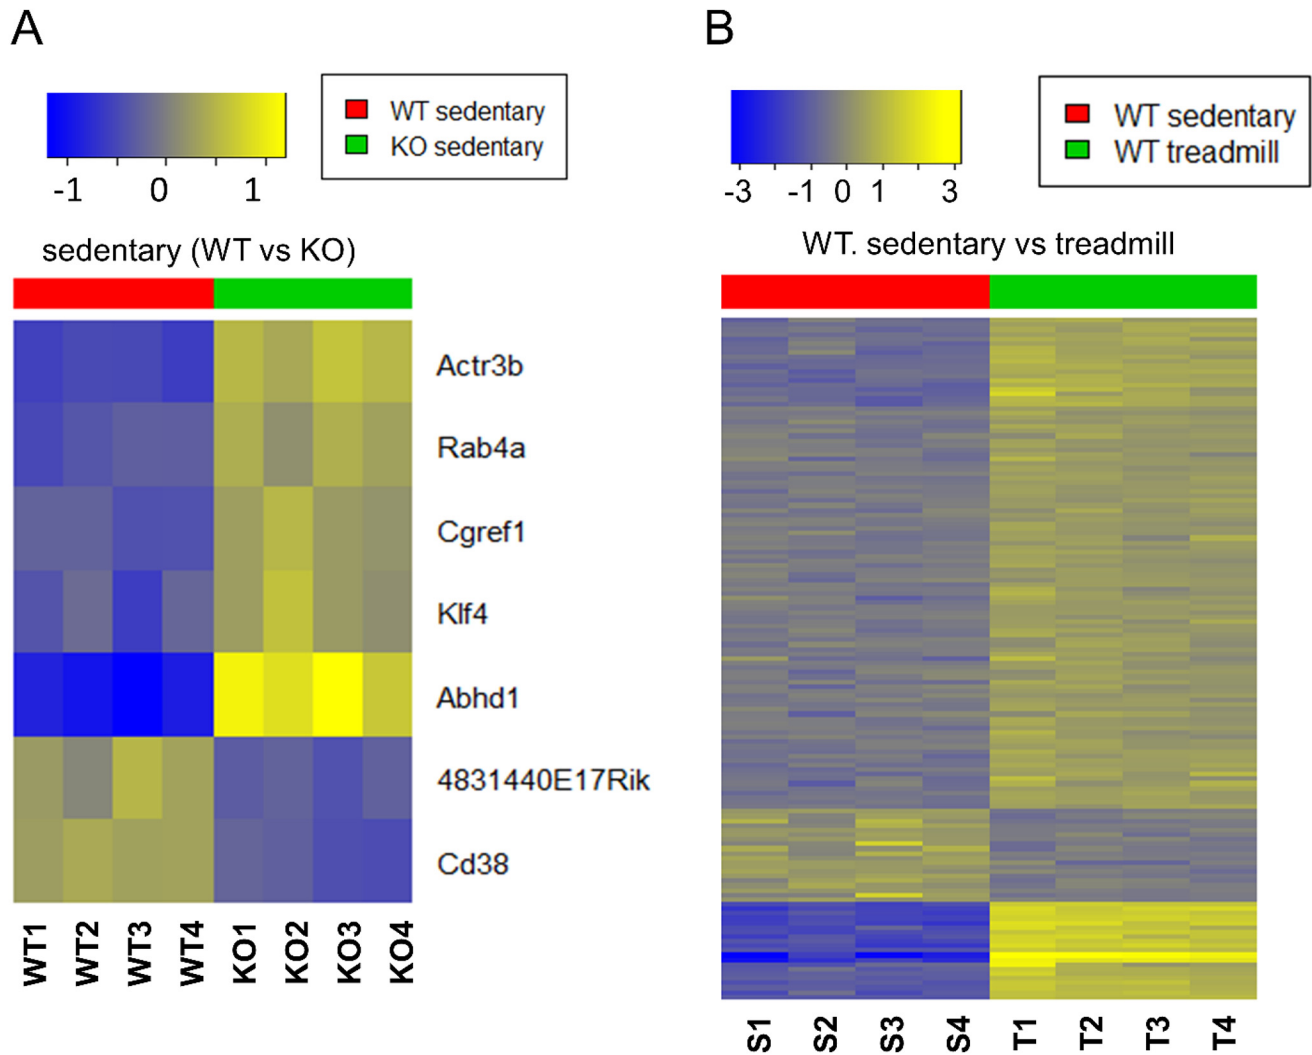 A
B
WT sedentary
KO sedentary
-1 0 1
WT sedentary
WT treadmill
-3 -1 0 1 3
sedentary (WT vs KO)
WT. sedentary vs treadmill
Actr3b
Rab4a
Cgref1
Klf4
Abhd1
4831440E17Rik
Cd38
WT1 WT2 WT3 WT4 KO1 KO2 KO3 KO4
S1 S2 S3 S4 T1 T2 T3 T4